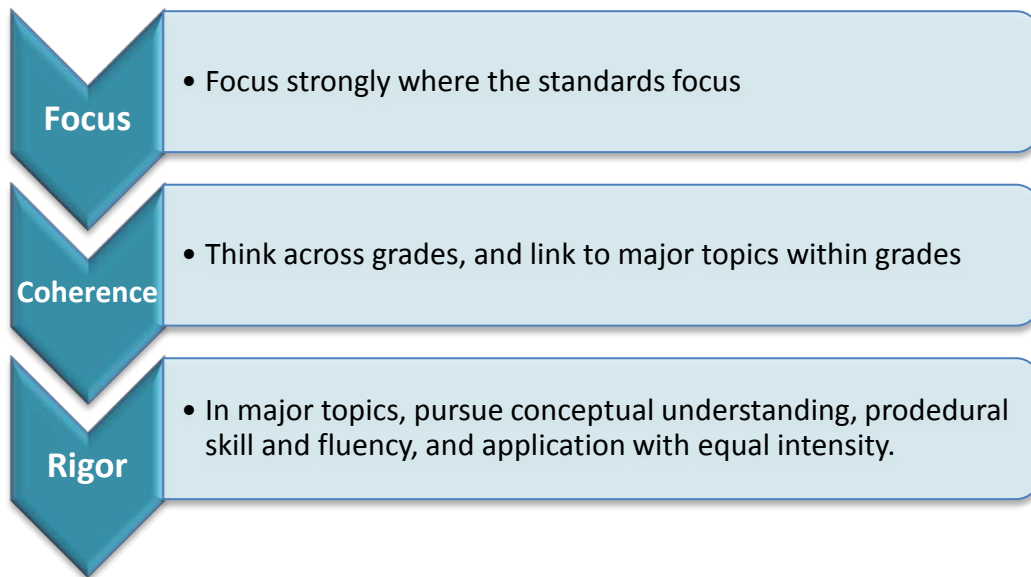 Focus
• Focus strongly where the standards focus
Coherence
• Think across grades, and link to major topics within grades
Rigor
• In major topics, pursue conceptual understanding, prodedural
skill and fluency, and application with equal intensity.